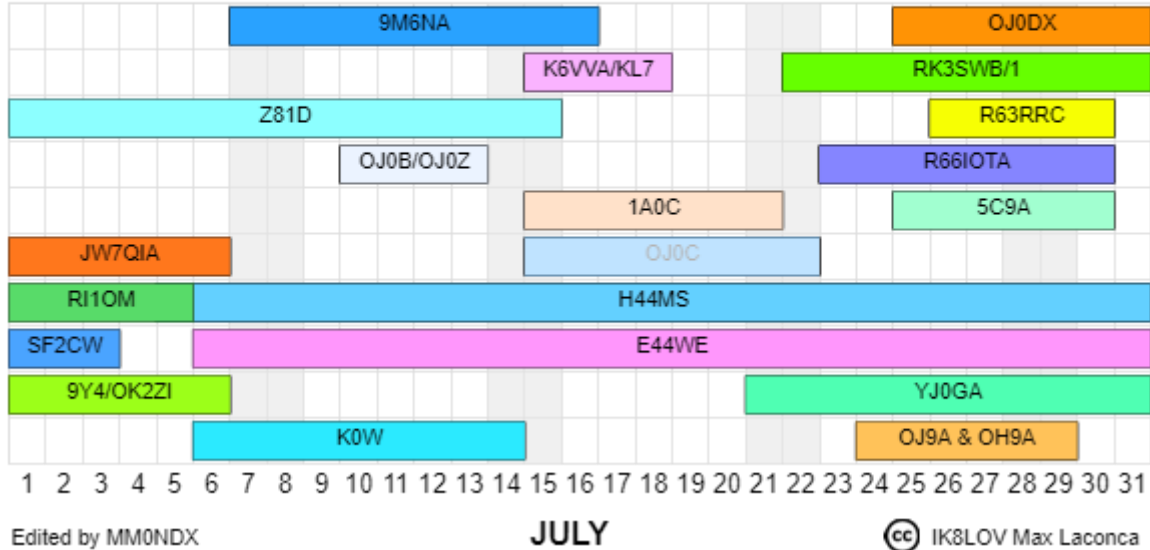 9M6NA OJ0DX
K6VVA/KL7 RK3SWB/1
Z81D R63RRC
OJ0B/OJ0Z R66IOTA
1A0C 5C9A
JW7QIA OJ0C
RI1OM H44MS
SF2CW E44WE
9Y4/OK2ZI YJ0GA
K0W OJ9A & OH9A
1 2 3 4 5 6 7 8 9 10 11 12 13 14 15 16 17 18 19 20 21 22 23 24 25 26 27 28 29 30 31
Edited by MM0NDX JULY cc IK8LOV Max Laconca